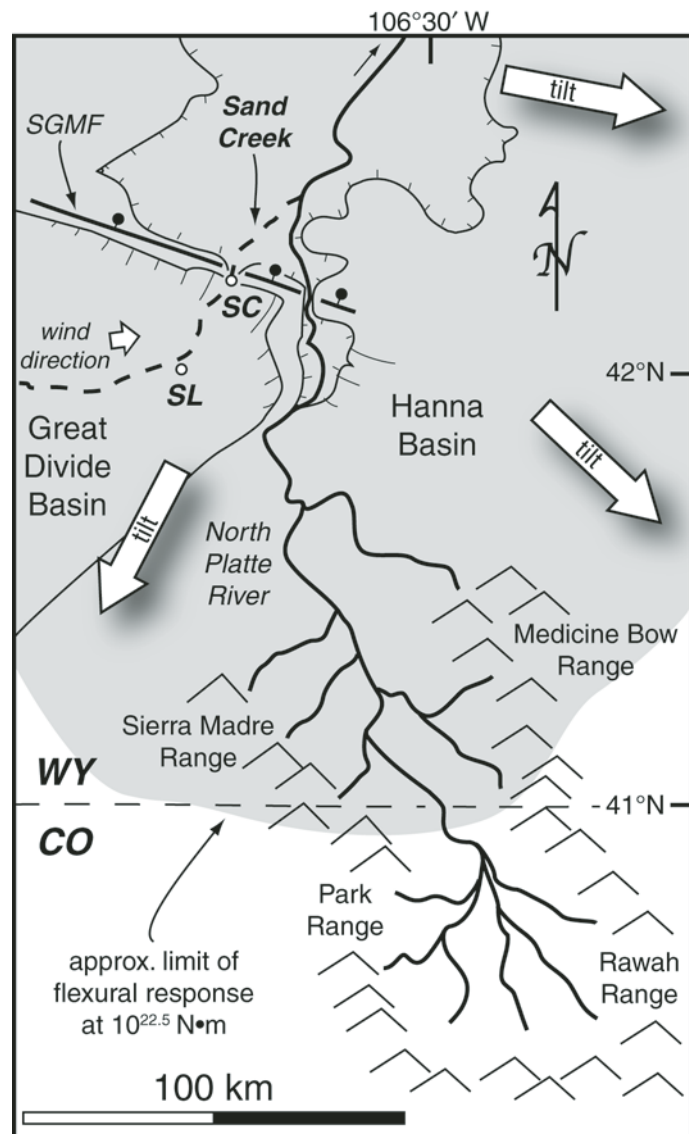 106°30′ W
tilt
SGMF
Sand
Creek
N
SC
wind
direction
SL
42°N
Hanna
Basin
Great
Divide
Basin
tilt
tilt
North
Platte
River
Medicine Bow
Range
Sierra Madre
Range
WY
41°N
CO
Park
Range
approx. limit of
flexural response
at 10²²·⁵ N•m
Rawah
Range
100 km